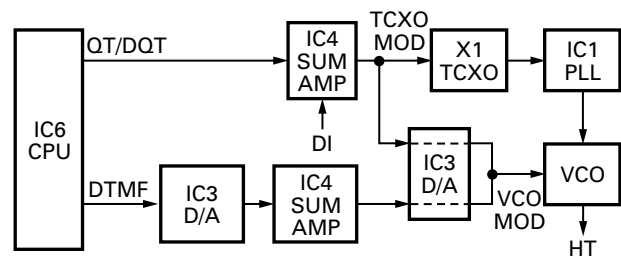 QT/DQT
IC4
SUM
AMP
TCXO
MOD
X1
TCXO
IC1
PLL
IC6
CPU
DI
DTMF
IC3
D/A
IC4
SUM
AMP
IC3
D/A
VCO
MOD
VCO
HT